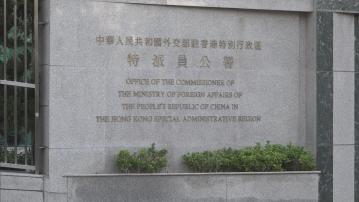 中華人民共和國外交部駐香港特別行政區
特派員公署
OFFICE OF THE COMMISSIONER OF
THE MINISTRY OF FOREIGN AFFAIRS OF
THE PEOPLE'S REPUBLIC OF CHINA IN
THE HONG KONG SPECIAL ADMINISTRATIVE REGION